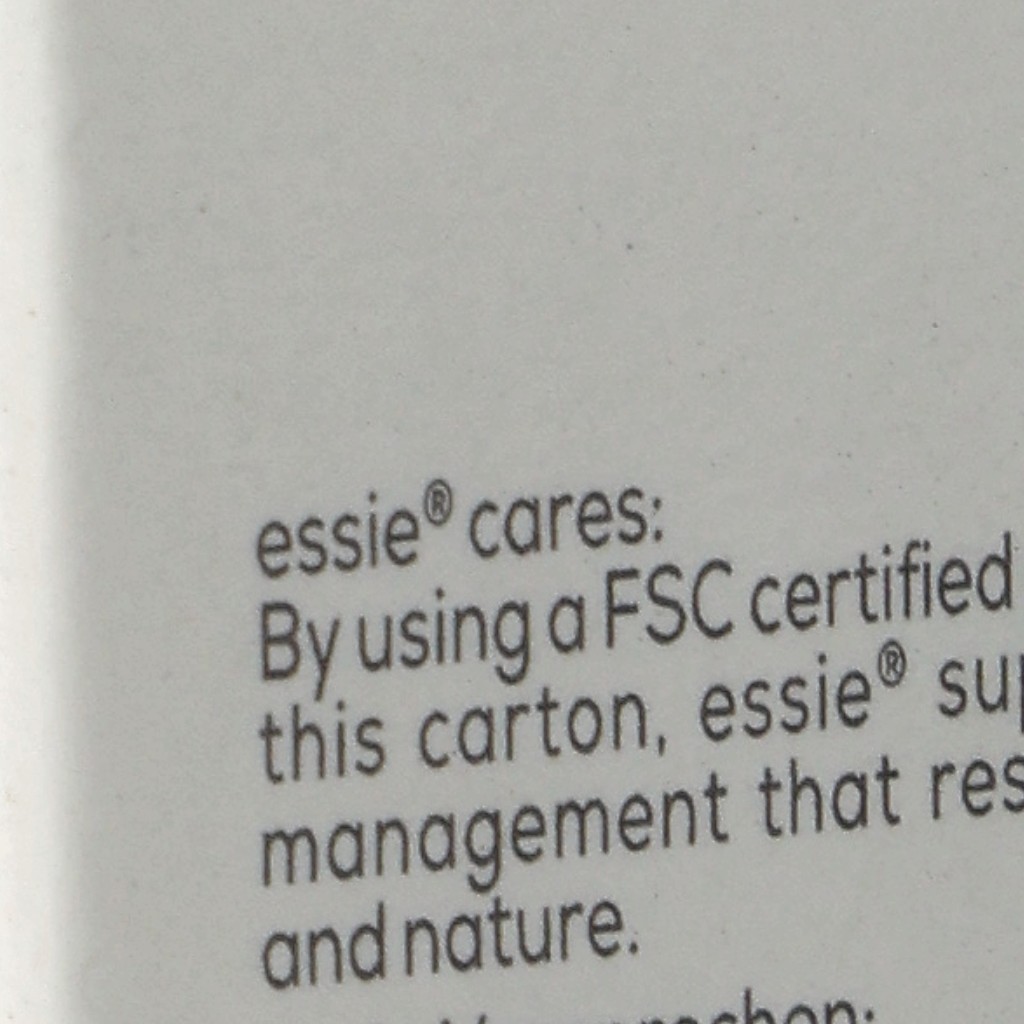 essie® cares:
By using a FSC certified
this carton, essie®
management that
and nature.